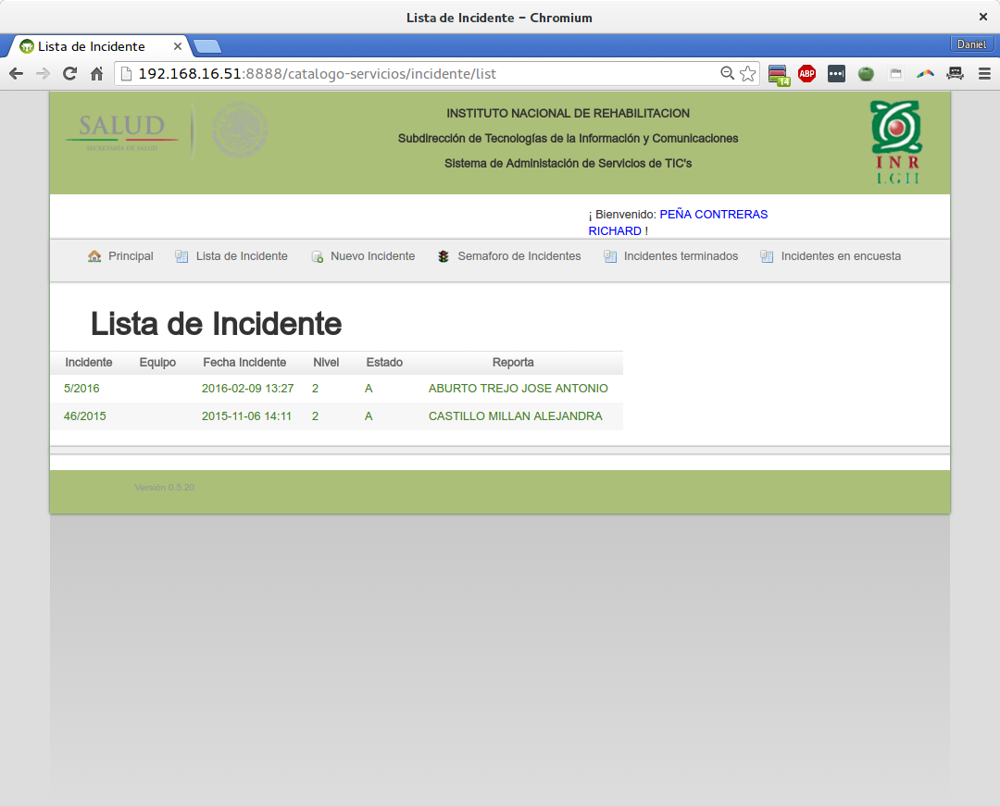 Lista de Incidente – Chromium
Lista de Incidente
Daniel
192.168.16.51:8888/catalogo-servicios/incidente/list
14
ABP
SALUD
SECRETARÍA DE SALUD
INSTITUTO NACIONAL DE REHABILITACION
Subdirección de Tecnologías de la Información y Comunicaciones
Sistema de Administación de Servicios de TIC's
INR
LGII
¡ Bienvenido: PEÑA CONTRERAS
RICHARD !
Principal Lista de Incidente Nuevo Incidente Semaforo de Incidentes Incidentes terminados Incidentes en encuesta
Lista de Incidente
Incidente Equipo Fecha Incidente Nivel Estado Reporta
5/2016 2016-02-09 13:27 2 A ABURTO TREJO JOSE ANTONIO
46/2015 2015-11-06 14:11 2 A CASTILLO MILLAN ALEJANDRA
Versión 0.5.20